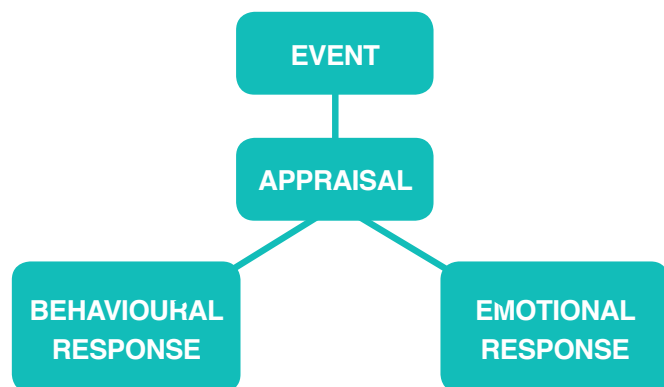 EVENT
APPRAISAL
BEHAVIOURAL
RESPONSE
EMOTIONAL
RESPONSE